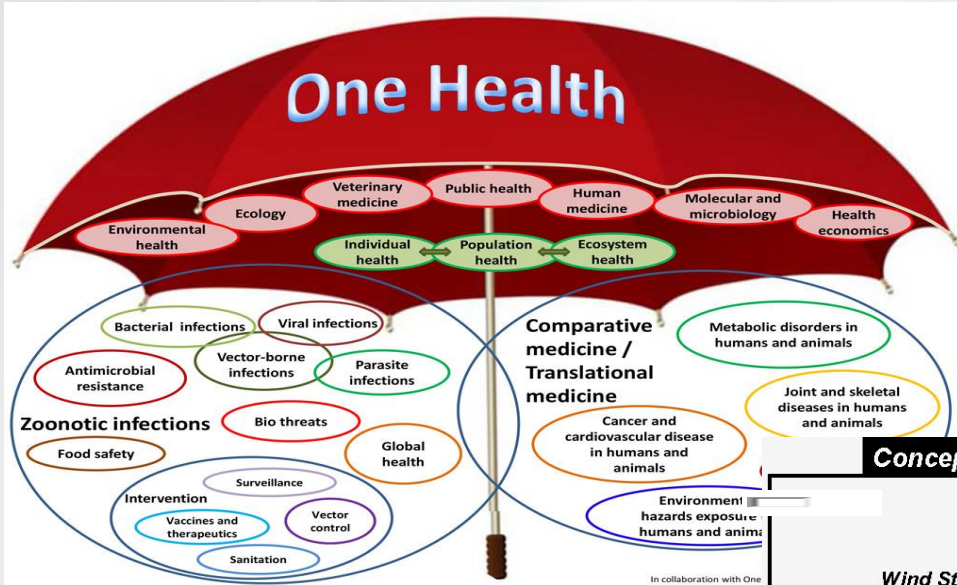 One Health
Environmental
health
Ecology
Veterinary
medicine
Public health
Human
medicine
Molecular and
microbiology
Health
economics
Individual
health
Population
health
Ecosystem
health
Bacterial infections
Viral infections
Vector-borne
infections
Parasite
infections
Antimicrobial
resistance
Zoonotic infections
Bio threats
Food safety
Global
health
Intervention
Surveillance
Vaccines and
therapeutics
Vector
control
Sanitation
Comparative
medicine /
Translational
medicine
Metabolic disorders in
humans and animals
Joint and skeletal
diseases in humans
and animals
Cancer and
cardiovascular disease
in humans and
animals
hazards exposure
humans and
In collaboration with One
Wind